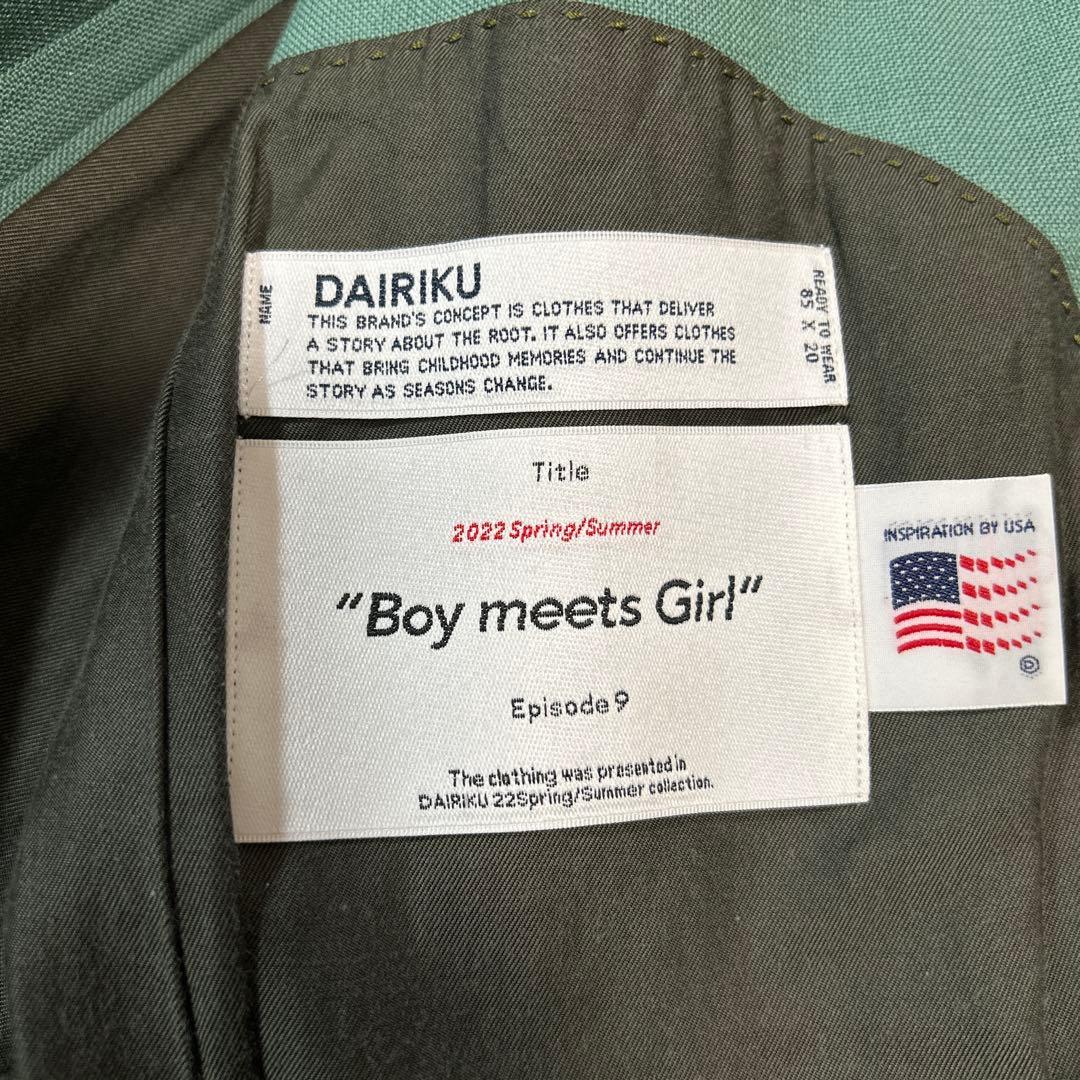 NAME
DAIRIKU
THIS BRAND'S CONCEPT IS CLOTHES THAT DELIVER
A STORY ABOUT THE ROOT. IT ALSO OFFERS CLOTHES
THAT BRING CHILDHOOD MEMORIES AND CONTINUE THE
STORY AS SEASONS CHANGE.
READY TO WEAR
85 X 20
Title
2022 Spring/Summer
"Boy meets Girl"
Episode 9
The clothing was presented in
DAIRIKU 22Spring/Summer collection.
INSPIRATION BY USA
Ⓓ